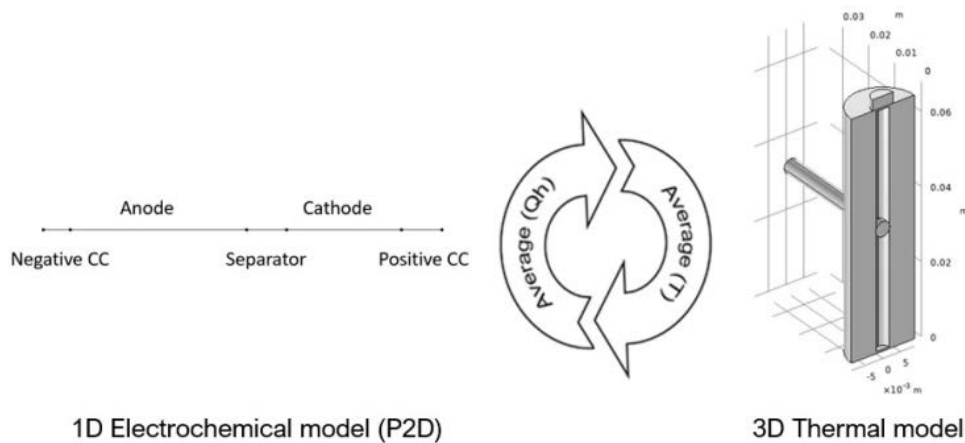 Anode
Cathode
Negative CC
Separator
Positive CC
1D Electrochemical model (P2D)
Average (Qh)
Average (T)
0.03
m
0.02
0.01
0
0.06
0.04
m
0.02
0
-5
0
5
×10⁻³ m
3D Thermal model